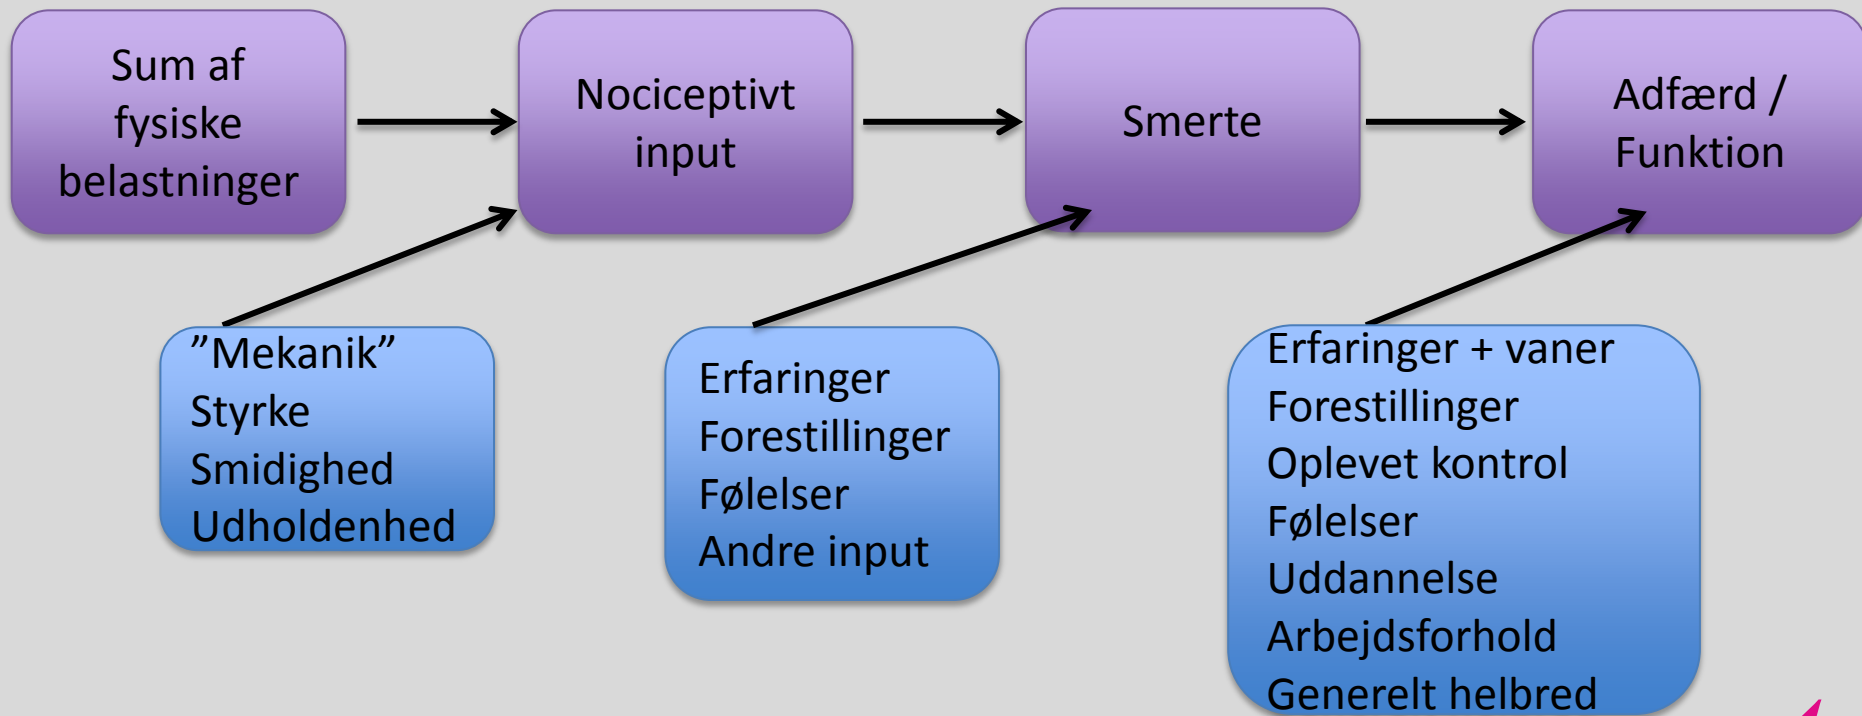 Sum af
fysiske
belastninger
Nociceptivt
input
Smerte
Adfærd /
Funktion
”Mekanik”
Styrke
Smidighed
Udholdenhed
Erfaringer
Forestillinger
Følelser
Andre input
Erfaringer + vaner
Forestillinger
Oplevet kontrol
Følelser
Uddannelse
Arbejdsforhold
Generelt helbred